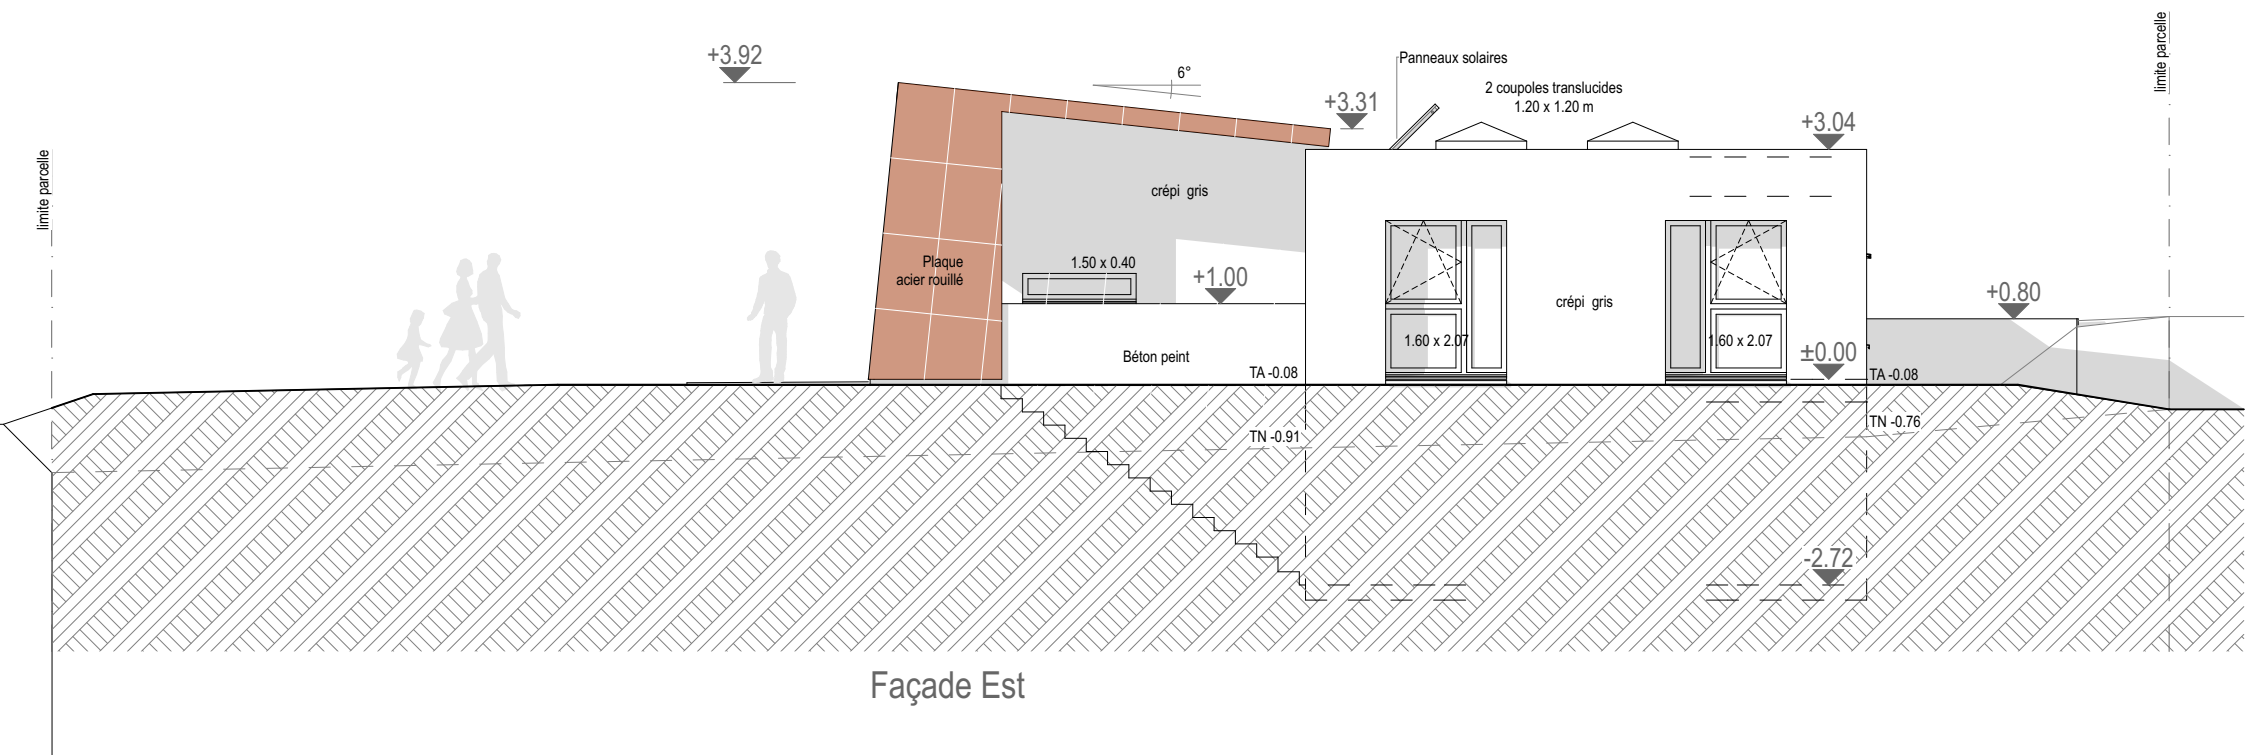 limite parcelle
+3.92
6°
+3.31
Panneaux solaires
2 coupoles translucides
1.20 x 1.20 m
+3.04
limite parcelle
crépi gris
Plaque
acier rouillé
1.50 x 0.40
+1.00
crépi gris
+0.80
Béton peint
1.60 x 2.07
1.60 x 2.07
±0.00
TA -0.08
TA -0.08
TN -0.91
TN -0.76
-2.72
Façade Est